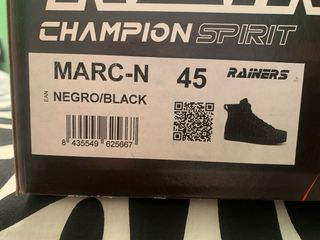 CHAMPION SPIRIT
MARC-N 45 RAINERS
EAN NEGRO/BLACK
8 435549 625667